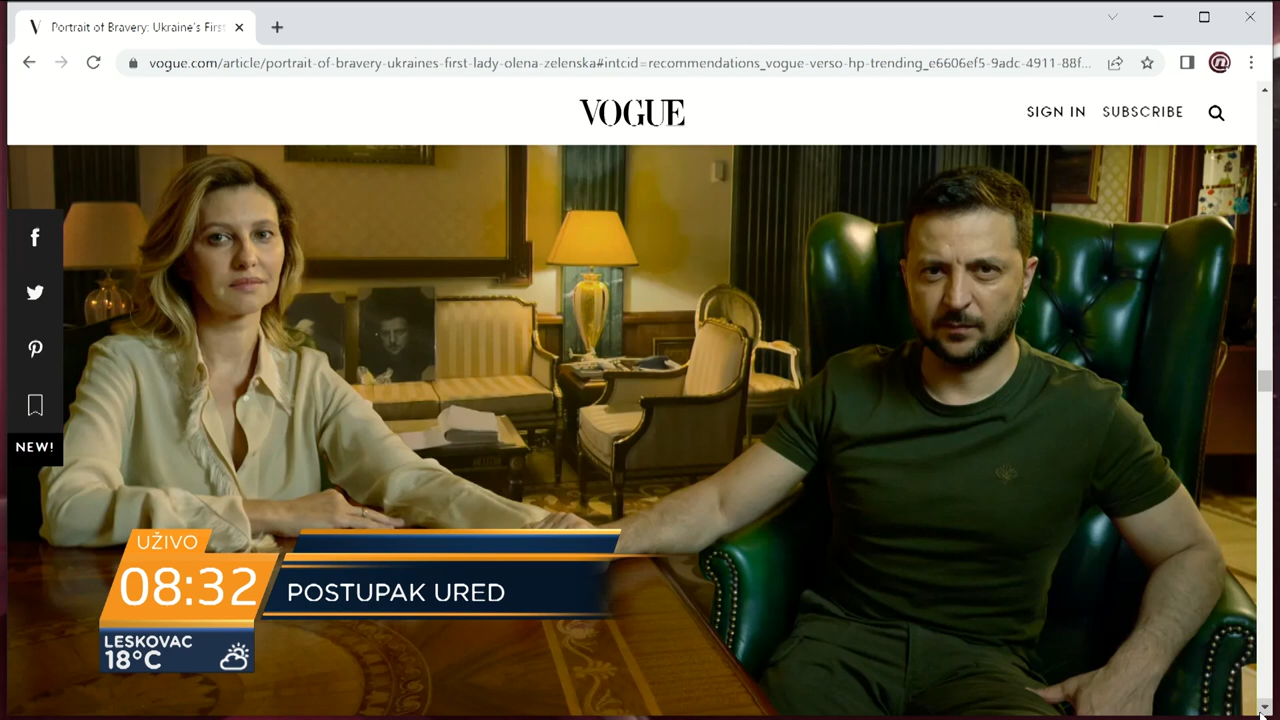 Portrait of Bravery: Ukraine's First
vogue.com/article/portrait-of-bravery-ukraines-first-lady-olena-zelenska#intcid=recommendations_vogue-verso-hp-trending_e6606ef5-9adc-4911-88f...
VOGUE
SIGN IN
SUBSCRIBE
NEW!
UŽIVO
08:32
POSTUPAK URED
LESKOVAC
18°C